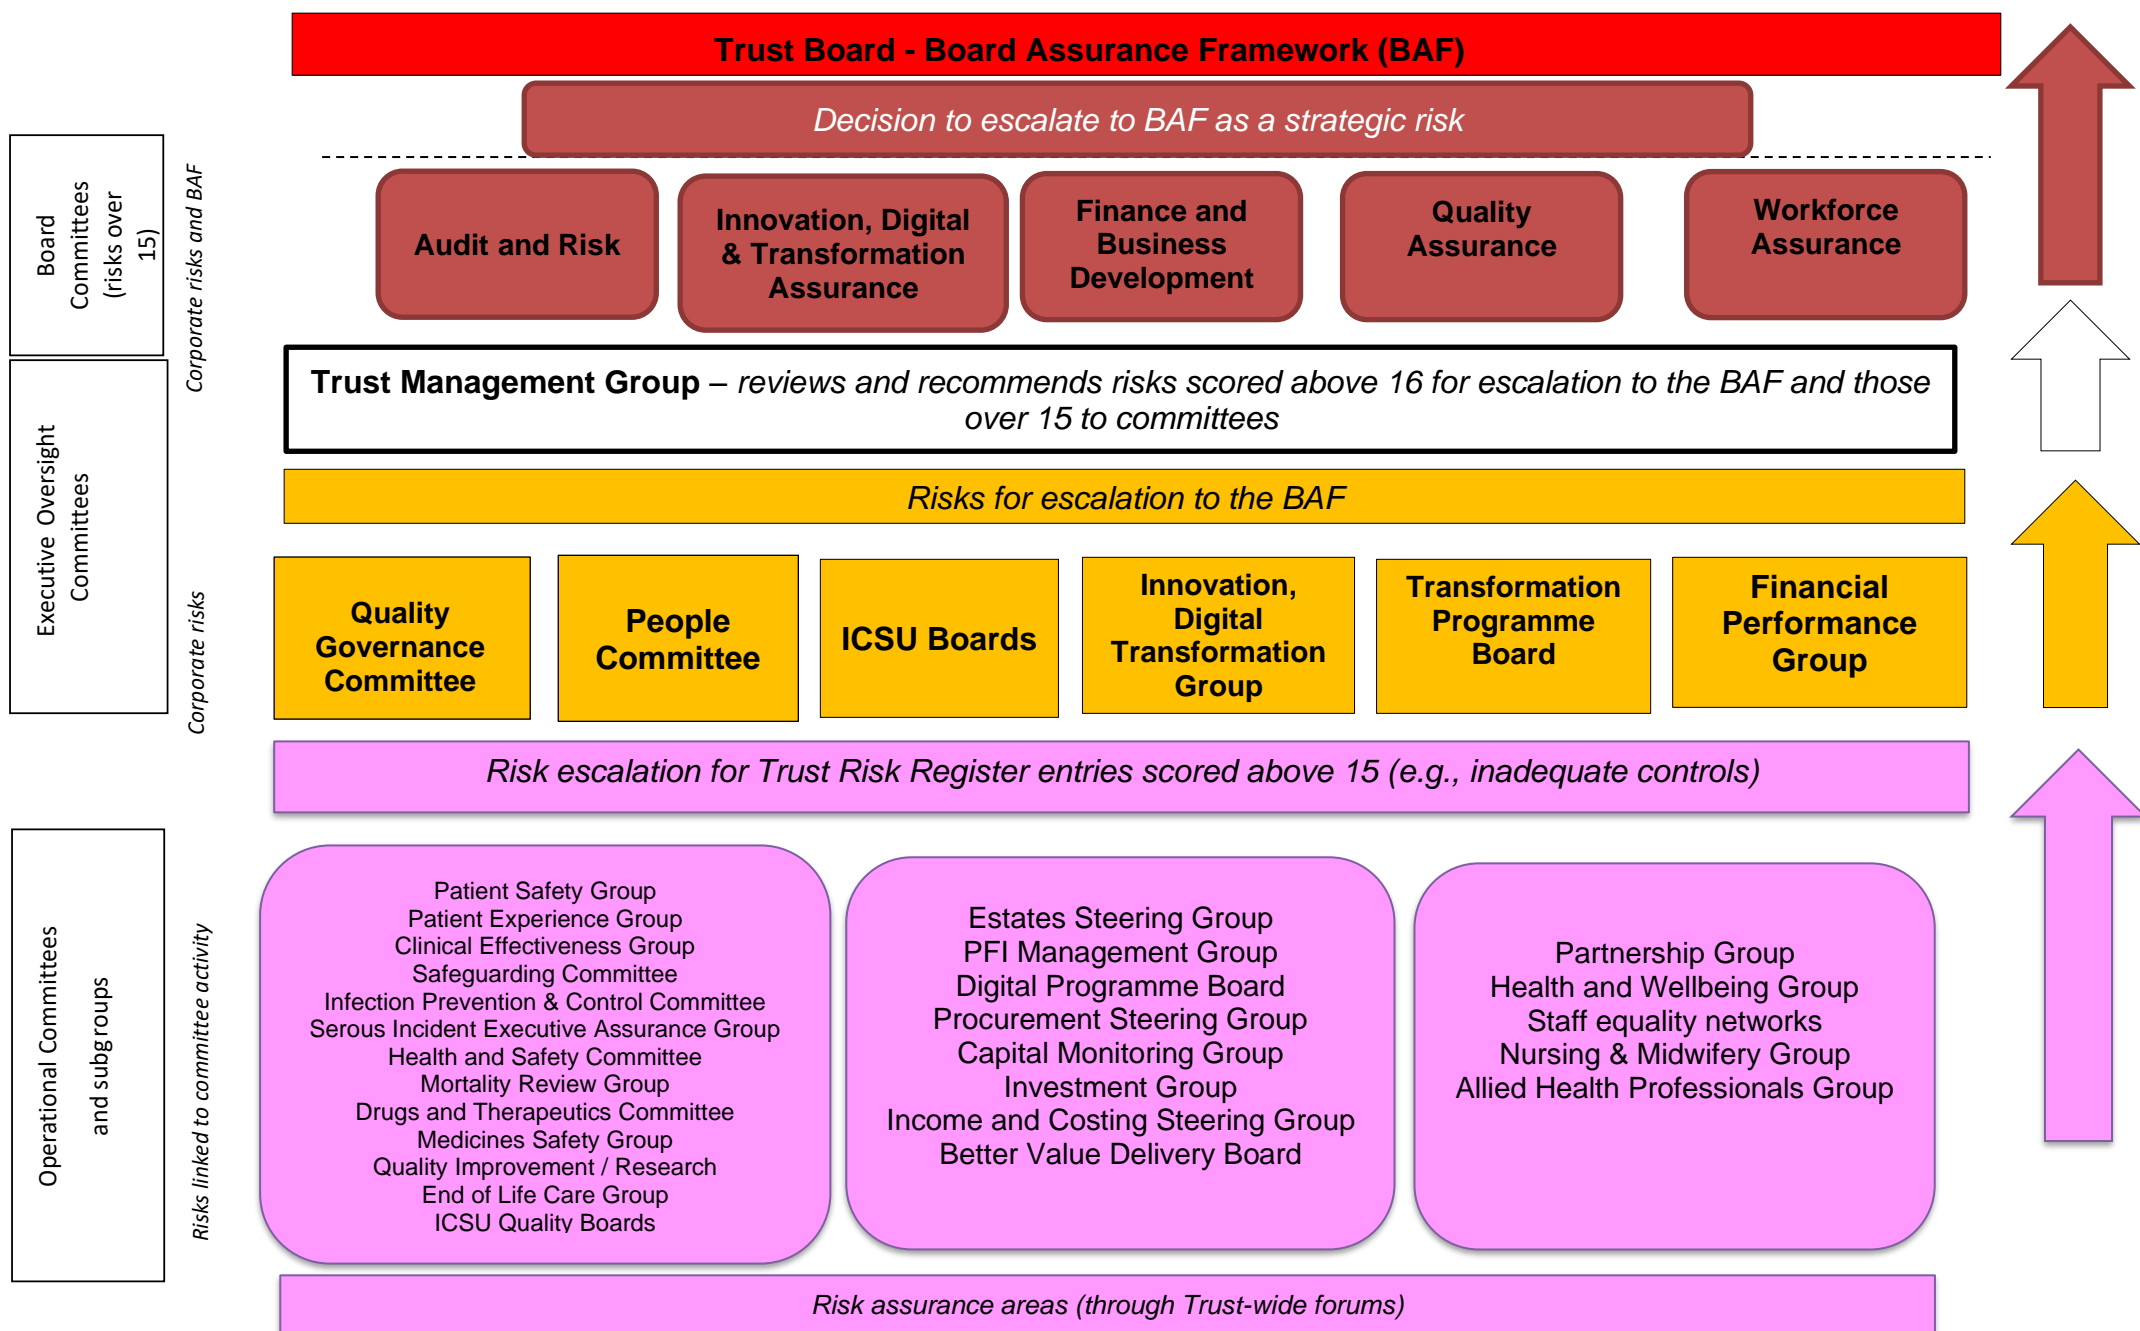 Trust Board - Board Assurance Framework (BAF)
Decision to escalate to BAF as a strategic risk
Board
Committees
(risks over
15)
Corporate risks and BAF
Audit and Risk
Innovation, Digital
& Transformation
Assurance
Finance and
Business
Development
Quality
Assurance
Workforce
Assurance
Trust Management Group – reviews and recommends risks scored above 16 for escalation to the BAF and those
over 15 to committees
Executive Oversight
Committees
Corporate risks
Risks for escalation to the BAF
Quality
Governance
Committee
People
Committee
ICSU Boards
Innovation,
Digital
Transformation
Group
Transformation
Programme
Board
Financial
Performance
Group
Risk escalation for Trust Risk Register entries scored above 15 (e.g., inadequate controls)
Operational Committees
and subgroups
Risks linked to committee activity
Patient Safety Group
Patient Experience Group
Clinical Effectiveness Group
Safeguarding Committee
Infection Prevention & Control Committee
Serous Incident Executive Assurance Group
Health and Safety Committee
Mortality Review Group
Drugs and Therapeutics Committee
Medicines Safety Group
Quality Improvement / Research
End of Life Care Group
ICSU Quality Boards
Estates Steering Group
PFI Management Group
Digital Programme Board
Procurement Steering Group
Capital Monitoring Group
Investment Group
Income and Costing Steering Group
Better Value Delivery Board
Partnership Group
Health and Wellbeing Group
Staff equality networks
Nursing & Midwifery Group
Allied Health Professionals Group
Risk assurance areas (through Trust-wide forums)